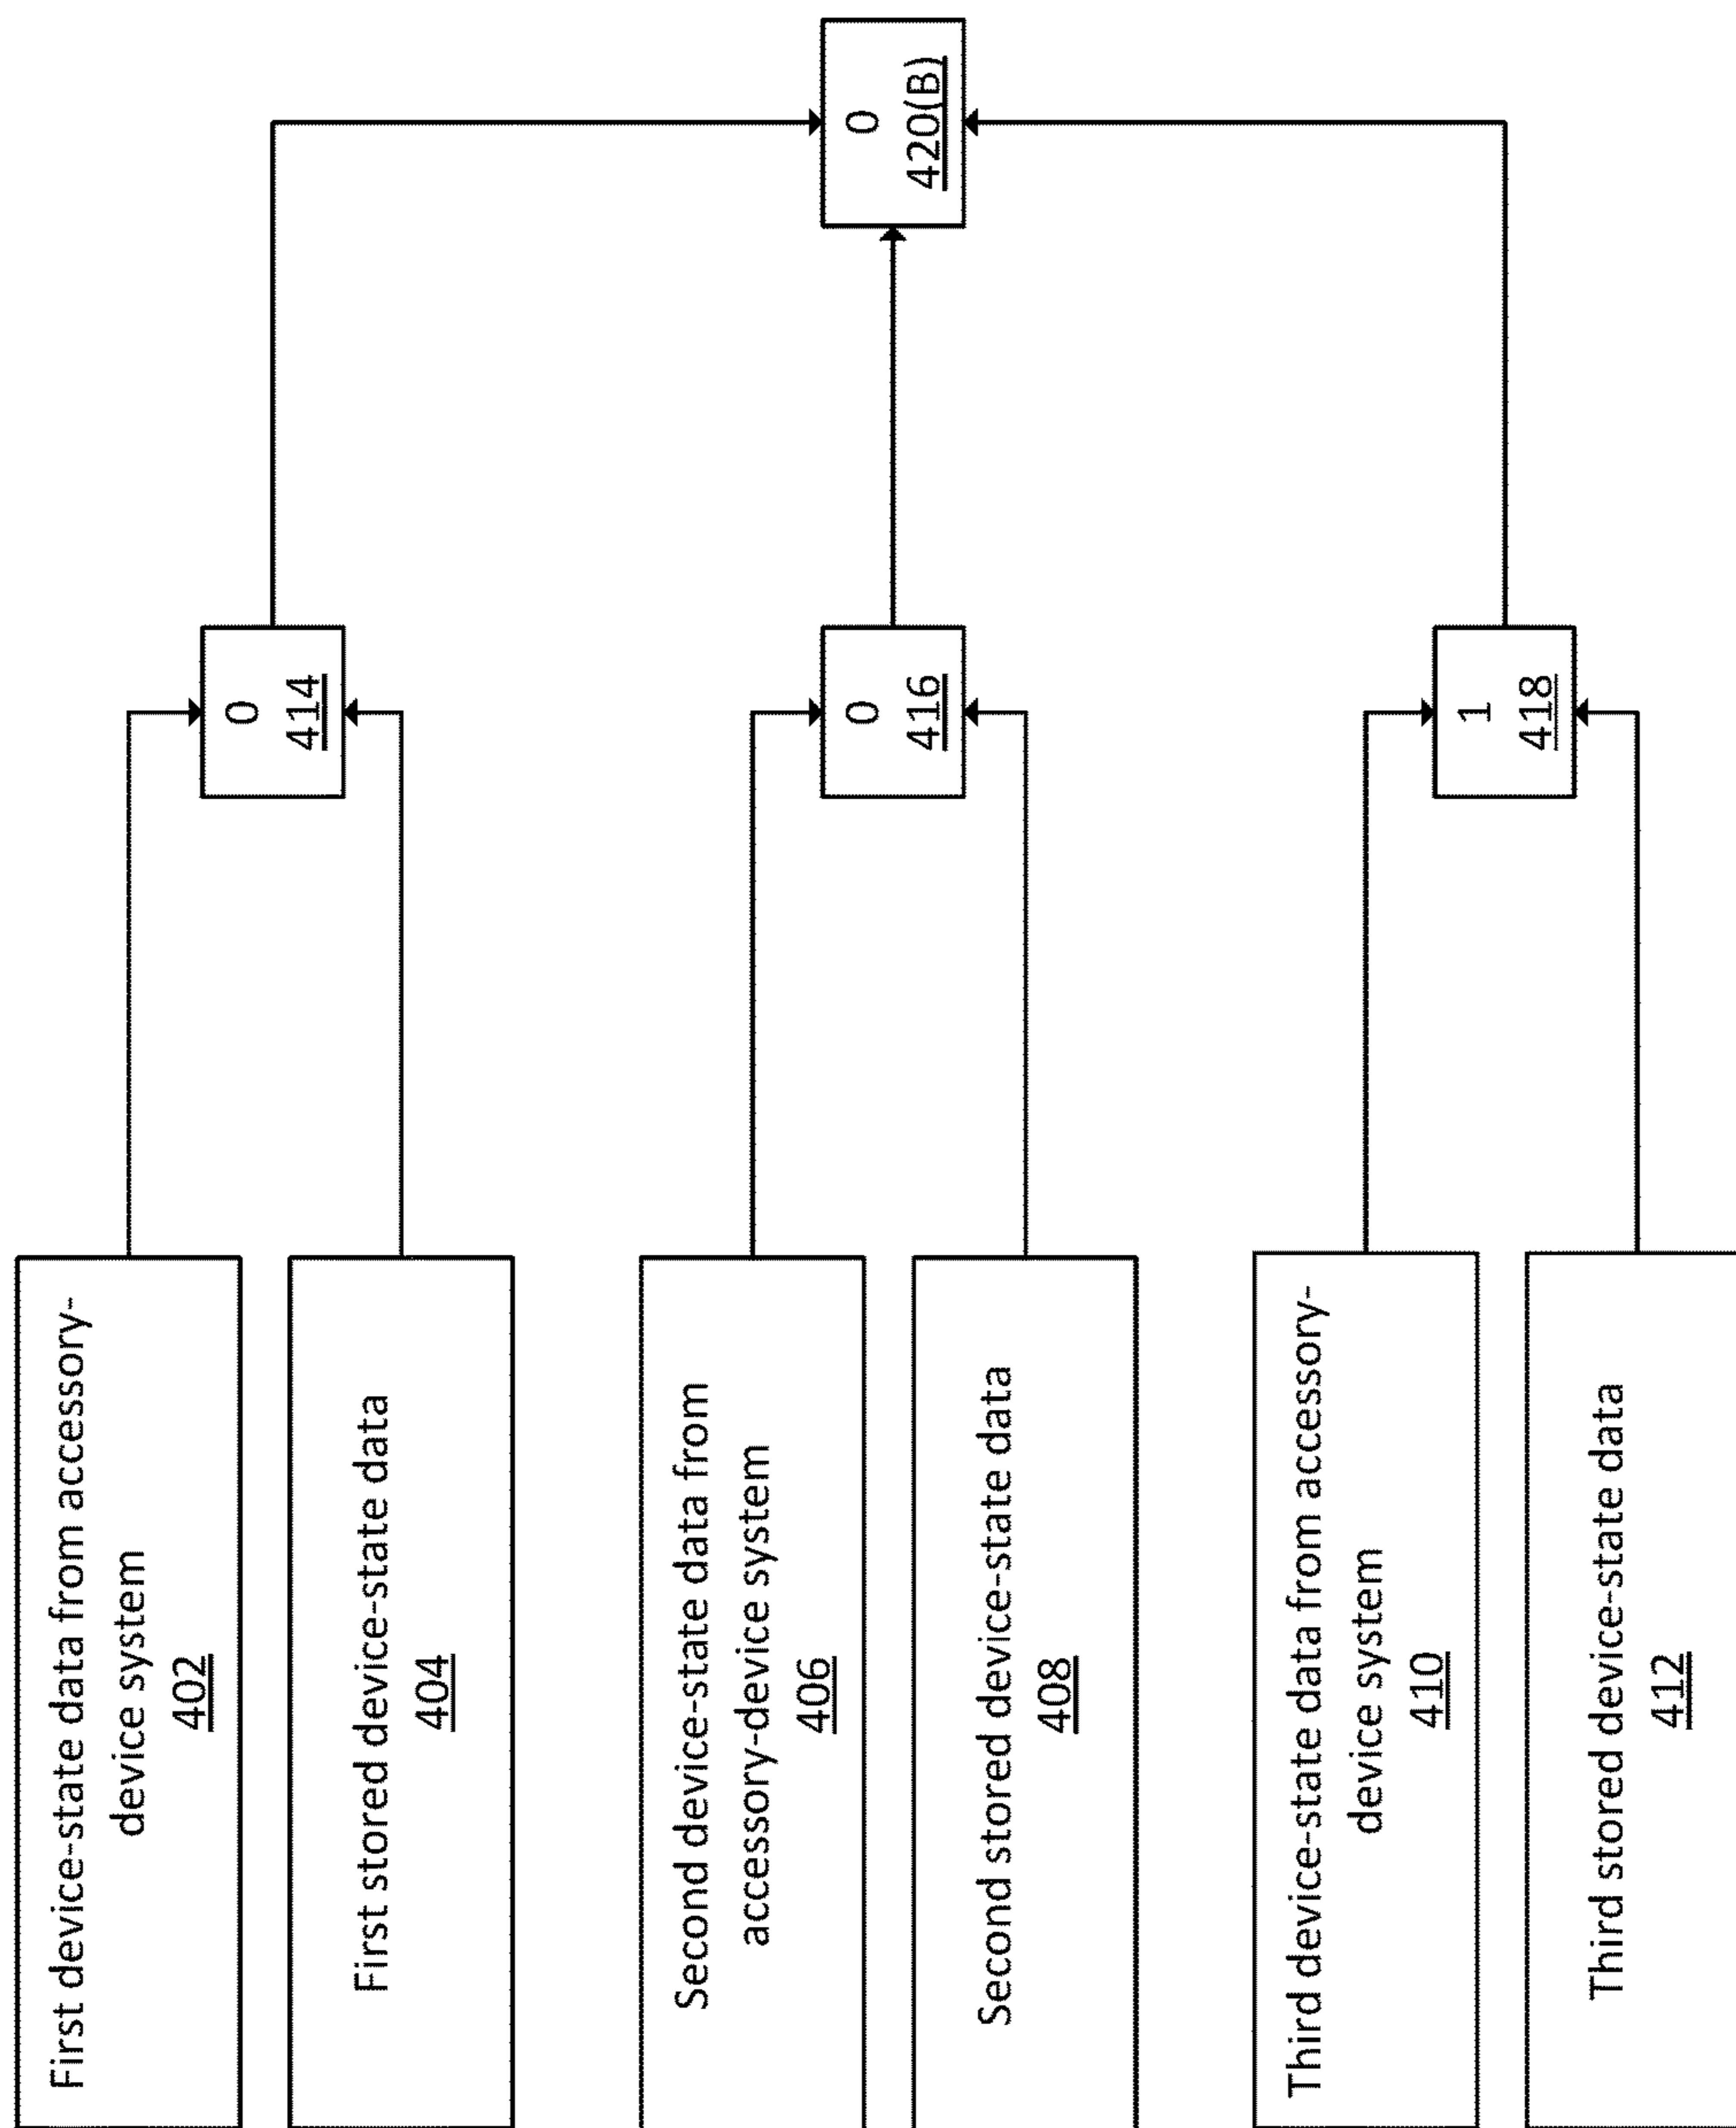 First device-state data from accessory-
device system
402
First stored device-state data
404
Second device-state data from
accessory-device system
406
Second stored device-state data
408
Third device-state data from accessory-
device system
410
Third stored device-state data
412
0
414
0
416
1
418
0
420(B)